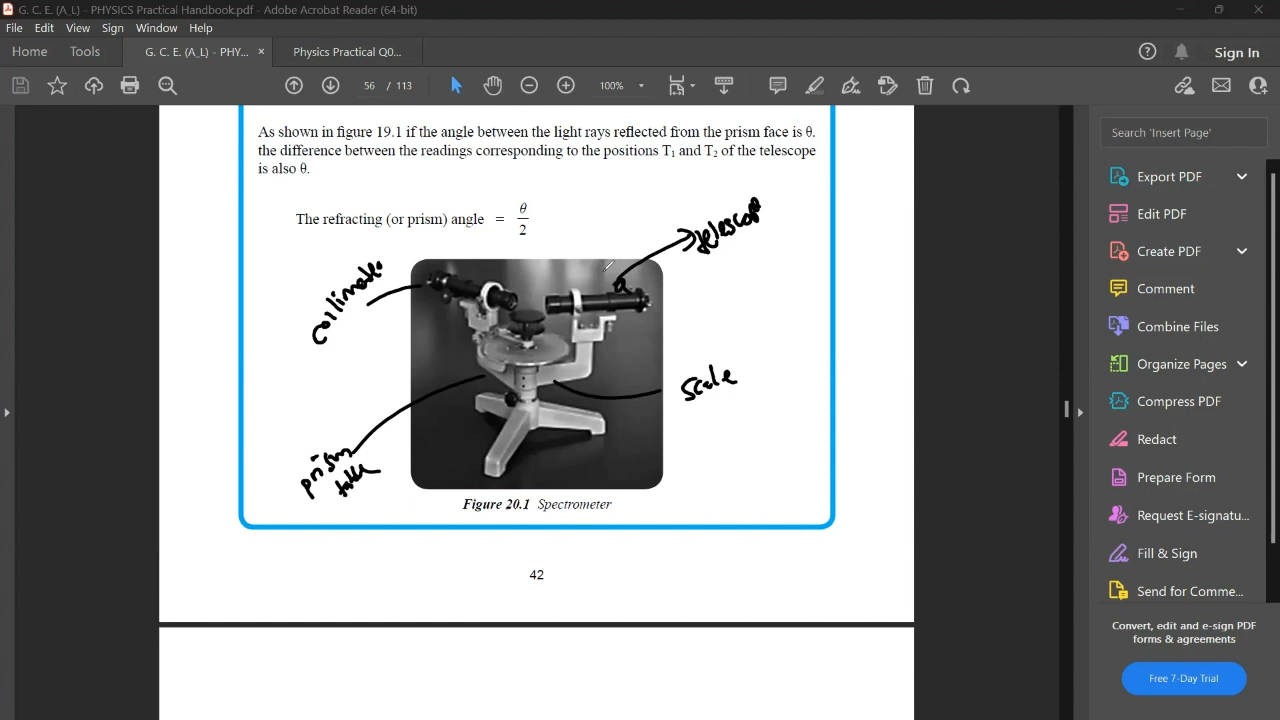 G. C. E. (A_L) - PHYSICS Practical Handbook.pdf - Adobe Acrobat Reader (64-bit)
File Edit View Sign Window Help
Home Tools G. C. E. (A_L) - PHY... × Physics Practical Q0... Sign In
56 / 113 100%
As shown in figure 19.1 if the angle between the light rays reflected from the prism face is θ.
the difference between the readings corresponding to the positions T₁ and T₂ of the telescope
is also θ.
The refracting (or prism) angle = θ/2
telescope
collimator
scale
prism
table
Figure 20.1 Spectrometer
42
Search 'Insert Page'
Export PDF
Edit PDF
Create PDF
Comment
Combine Files
Organize Pages
Compress PDF
Redact
Prepare Form
Request E-signatu...
Fill & Sign
Send for Comme...
Convert, edit and e-sign PDF
forms & agreements
Free 7-Day Trial